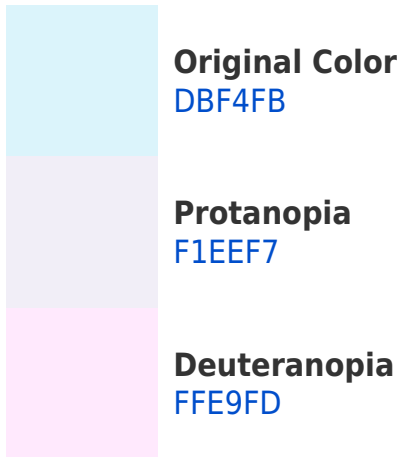 Original Color
DBF4FB
Protanopia
F1EEF7
Deuteranopia
FFE9FD